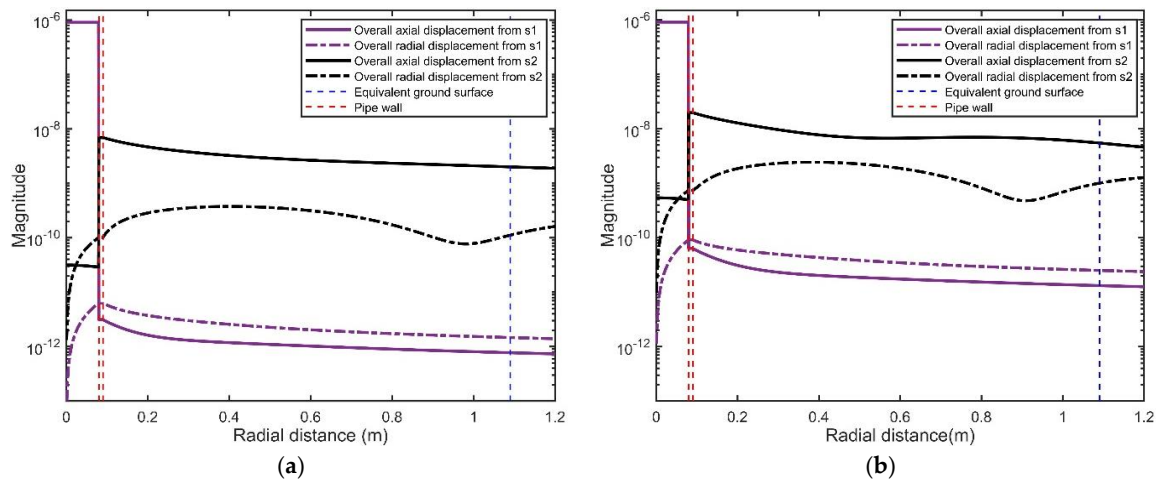 10⁻⁶
10⁻⁸
10⁻¹⁰
10⁻¹²
Magnitude
Overall axial displacement from s1
Overall radial displacement from s1
Overall axial displacement from s2
Overall radial displacement from s2
Equivalent ground surface
Pipe wall
0 0.2 0.4 0.6 0.8 1 1.2
Radial distance (m)
(a)
10⁻⁶
10⁻⁸
10⁻¹⁰
10⁻¹²
Magnitude
Overall axial displacement from s1
Overall radial displacement from s1
Overall axial displacement from s2
Overall radial displacement from s2
Equivalent ground surface
Pipe wall
0 0.2 0.4 0.6 0.8 1 1.2
Radial distance(m)
(b)